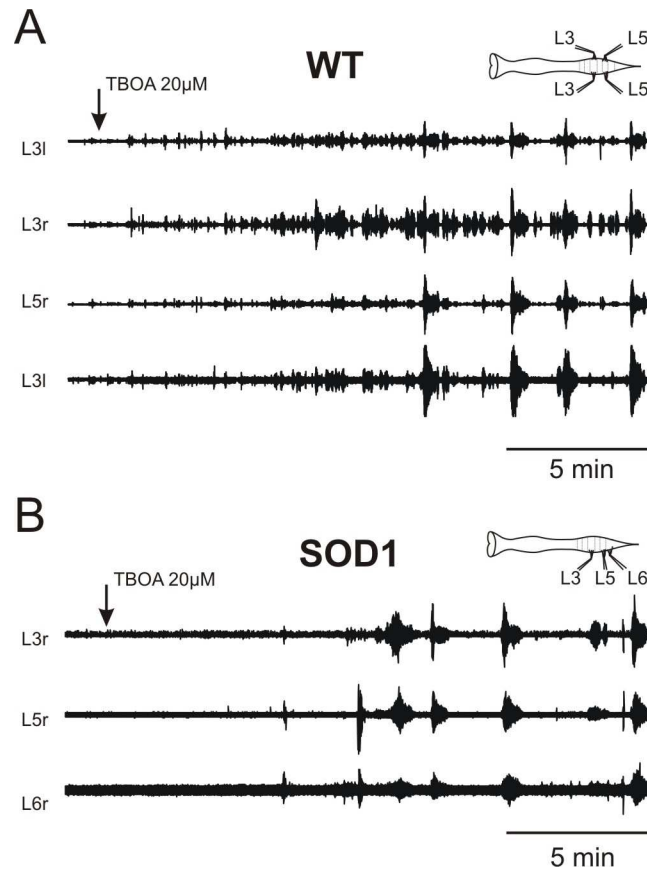 A
WT
L3 L5
L3 L5
TBOA 20µM
L3l
L3r
L5r
L3l
5 min
B
SOD1
L3 L5 L6
TBOA 20µM
L3r
L5r
L6r
5 min